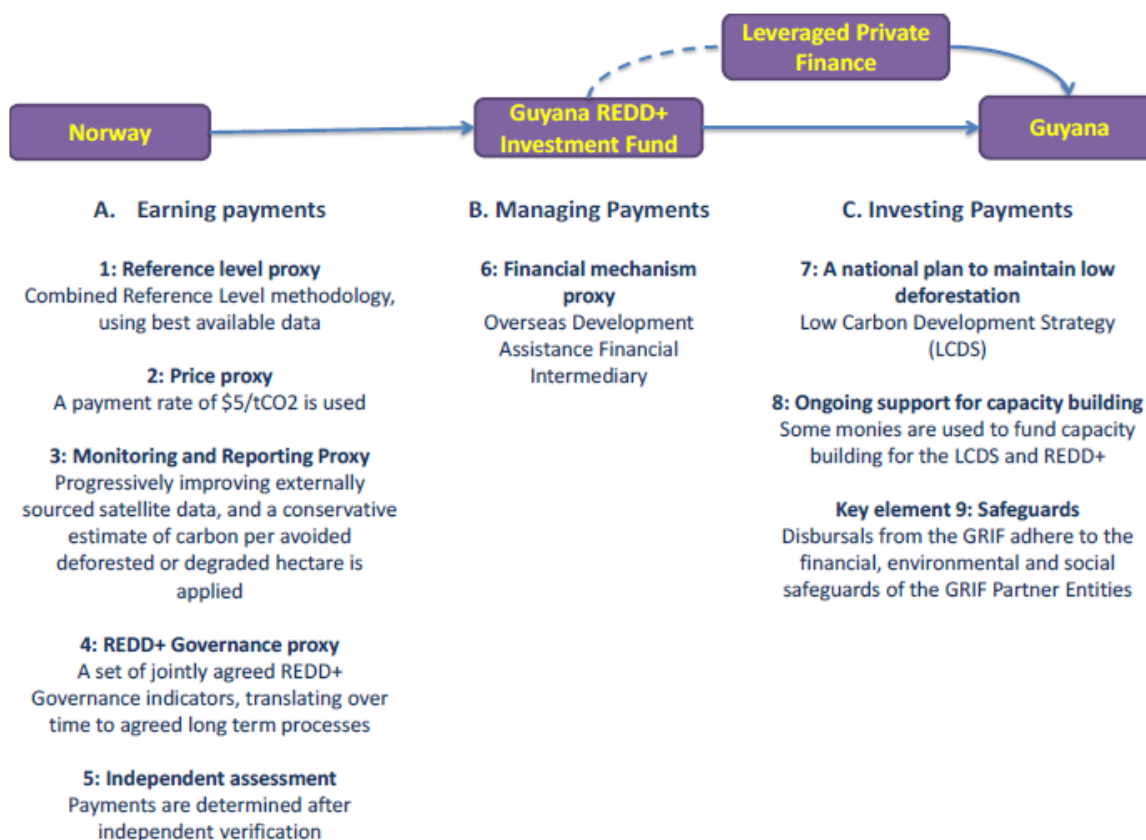 Leveraged Private
Finance
Norway
Guyana REDD+
Investment Fund
Guyana
A. Earning payments
1: Reference level proxy
Combined Reference Level methodology,
using best available data
2: Price proxy
A payment rate of $5/tCO2 is used
3: Monitoring and Reporting Proxy
Progressively improving externally
sourced satellite data, and a conservative
estimate of carbon per avoided
deforested or degraded hectare is
applied
4: REDD+ Governance proxy
A set of jointly agreed REDD+
Governance indicators, translating over
time to agreed long term processes
5: Independent assessment
Payments are determined after
independent verification
B. Managing Payments
6: Financial mechanism
proxy
Overseas Development
Assistance Financial
Intermediary
C. Investing Payments
7: A national plan to maintain low
deforestation
Low Carbon Development Strategy
(LCDS)
8: Ongoing support for capacity building
Some monies are used to fund capacity
building for the LCDS and REDD+
Key element 9: Safeguards
Disbursals from the GRIF adhere to the
financial, environmental and social
safeguards of the GRIF Partner Entities